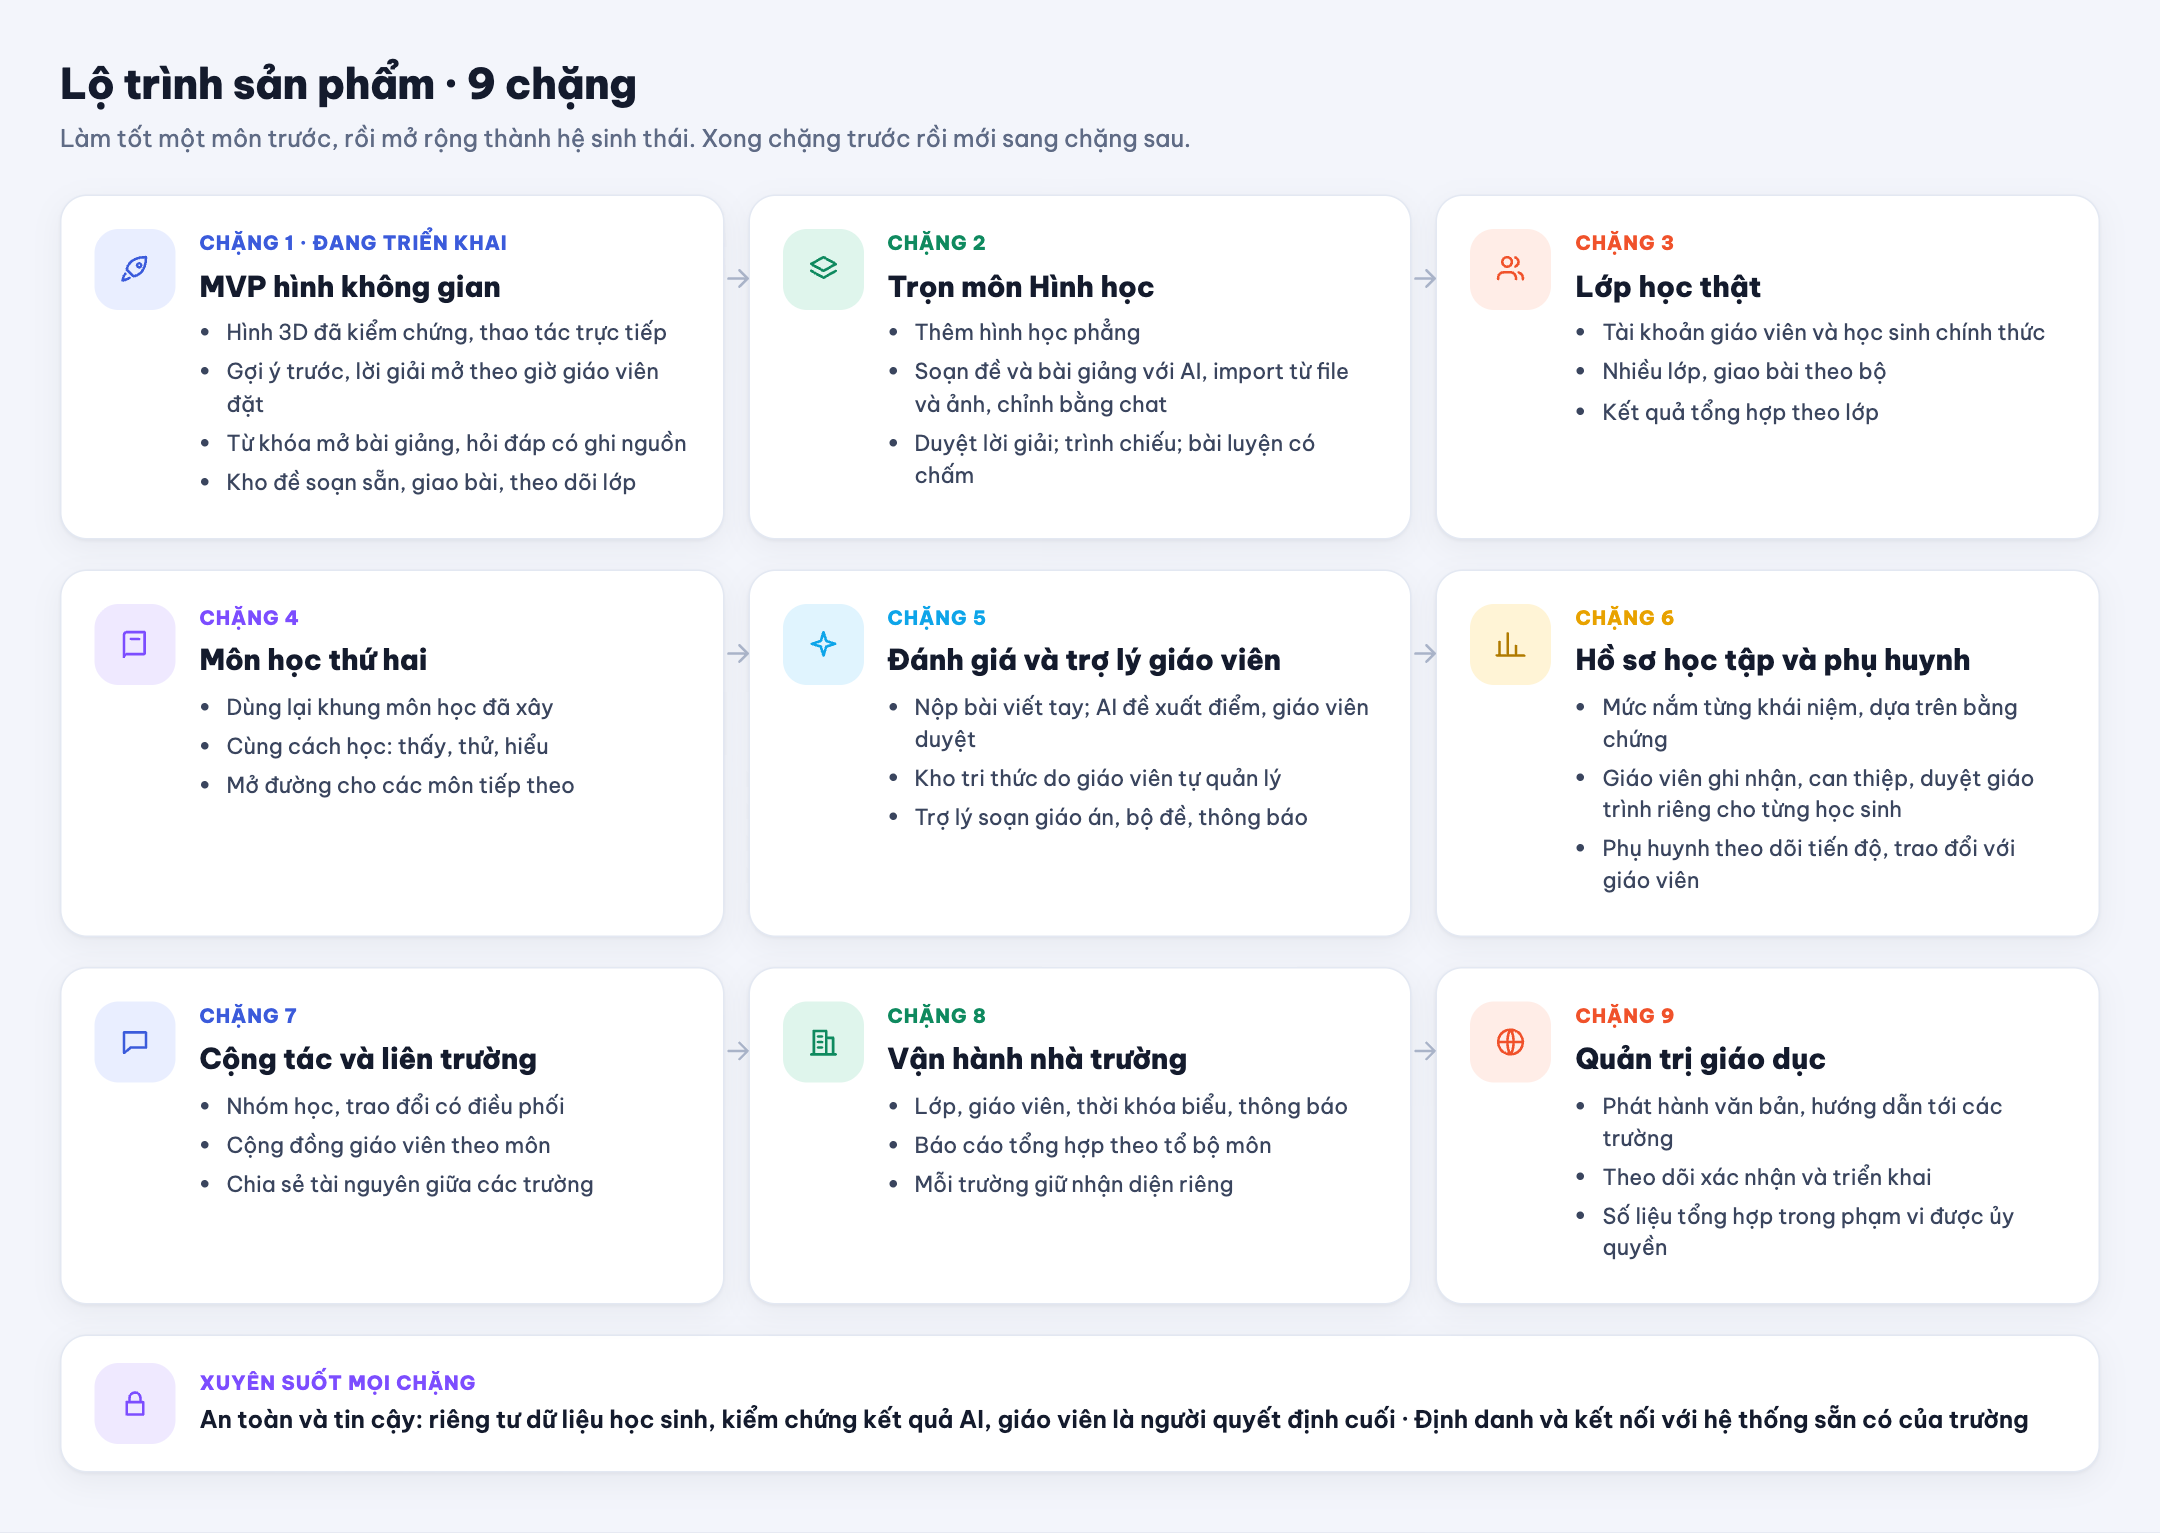 Lộ trình sản phẩm · 9 chặng
Làm tốt một môn trước, rồi mở rộng thành hệ sinh thái. Xong chặng trước rồi mới sang chặng sau.
CHẶNG 1 · ĐANG TRIỂN KHAI
MVP hình không gian
• Hình 3D đã kiểm chứng, thao tác trực tiếp
• Gợi ý trước, lời giải mở theo giờ giáo viên
đặt
• Từ khóa mở bài giảng, hỏi đáp có ghi nguồn
• Kho đề soạn sẵn, giao bài, theo dõi lớp
CHẶNG 2
Trọn môn Hình học
• Thêm hình học phẳng
• Soạn đề và bài giảng với AI, import từ file
và ảnh, chỉnh bằng chat
• Duyệt lời giải; trình chiếu; bài luyện có
chấm
CHẶNG 3
Lớp học thật
• Tài khoản giáo viên và học sinh chính thức
• Nhiều lớp, giao bài theo bộ
• Kết quả tổng hợp theo lớp
CHẶNG 4
Môn học thứ hai
• Dùng lại khung môn học đã xây
• Cùng cách học: thấy, thử, hiểu
• Mở đường cho các môn tiếp theo
CHẶNG 5
Đánh giá và trợ lý giáo viên
• Nộp bài viết tay; AI đề xuất điểm, giáo viên
duyệt
• Kho tri thức do giáo viên tự quản lý
• Trợ lý soạn giáo án, bộ đề, thông báo
CHẶNG 6
Hồ sơ học tập và phụ huynh
• Mức nắm từng khái niệm, dựa trên bằng
chứng
• Giáo viên ghi nhận, can thiệp, duyệt giáo
trình riêng cho từng học sinh
• Phụ huynh theo dõi tiến độ, trao đổi với
giáo viên
CHẶNG 7
Cộng tác và liên trường
• Nhóm học, trao đổi có điều phối
• Cộng đồng giáo viên theo môn
• Chia sẻ tài nguyên giữa các trường
CHẶNG 8
Vận hành nhà trường
• Lớp, giáo viên, thời khóa biểu, thông báo
• Báo cáo tổng hợp theo tổ bộ môn
• Mỗi trường giữ nhận diện riêng
CHẶNG 9
Quản trị giáo dục
• Phát hành văn bản, hướng dẫn tới các
trường
• Theo dõi xác nhận và triển khai
• Số liệu tổng hợp trong phạm vi được ủy
quyền
XUYÊN SUỐT MỌI CHẶNG
An toàn và tin cậy: riêng tư dữ liệu học sinh, kiểm chứng kết quả AI, giáo viên là người quyết định cuối · Định danh và kết nối với hệ thống sẵn có của trường